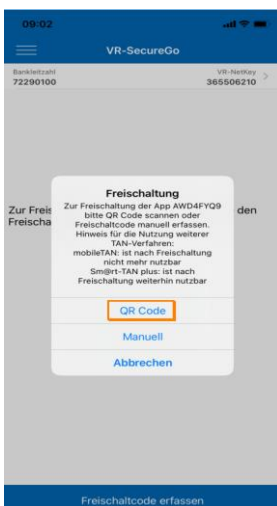 09:02
VR-SecureGo
Bankleitzahl VR-NetKey
72290100 365506210
Freischaltung
Zur Freischaltung der App AWD4FYQ9
bitte QR Code scannen oder
Freischaltcode manuell erfassen.
Hinweis für die Nutzung weiterer
TAN-Verfahren:
mobileTAN: ist nach Freischaltung
nicht mehr nutzbar
Sm@rt-TAN plus: ist nach
Freischaltung weiterhin nutzbar
Zur Freis den
Freischa
QR Code
Manuell
Abbrechen
Freischaltcode erfassen